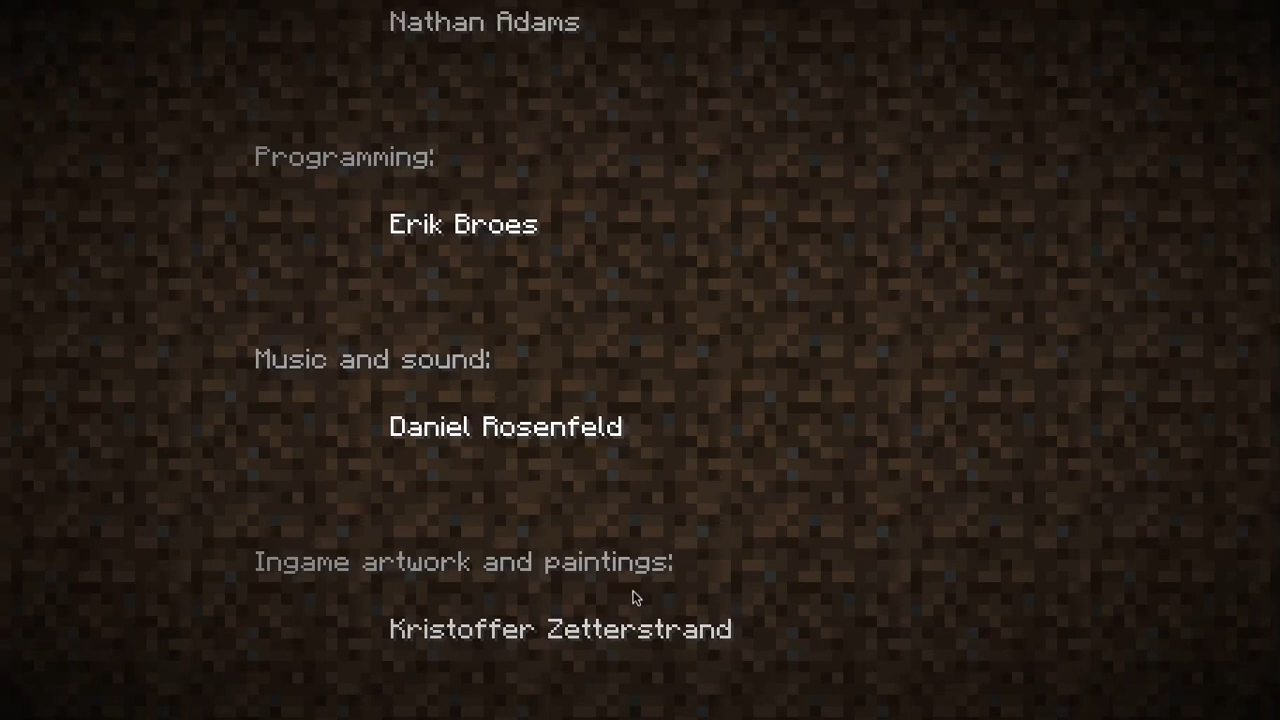 Nathan Adams
Programming:
Erik Broes
Music and sound:
Daniel Rosenfeld
Ingame artwork and paintings:
Kristoffer Zetterstrand